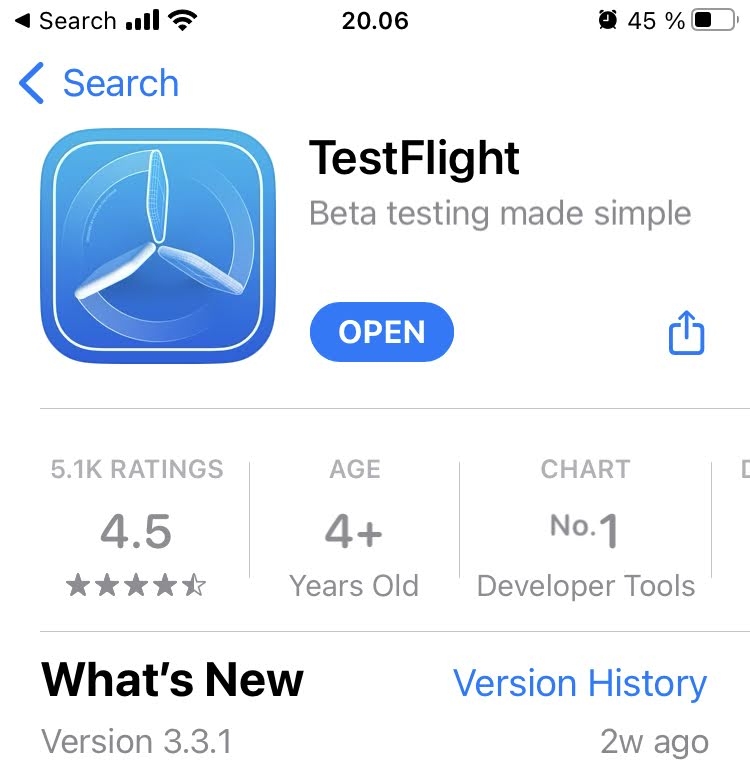 Search 20.06 45 %
Search
TestFlight
Beta testing made simple
OPEN
5.1K RATINGS AGE CHART
4.5 4+ No.1
Years Old Developer Tools
What's New Version History
Version 3.3.1 2w ago